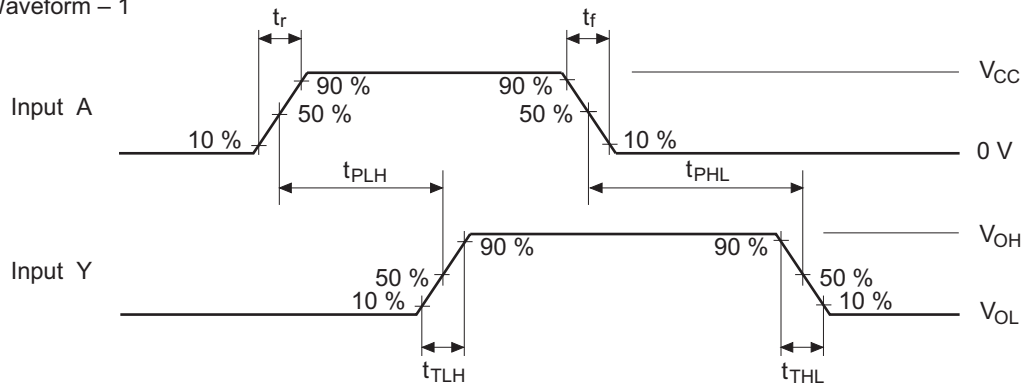 Waveform – 1
tr
tf
90 %
90 %
VCC
Input A
50 %
50 %
10 %
10 %
0 V
tPLH
tPHL
90 %
90 %
VOH
Input Y
50 %
50 %
10 %
10 %
VOL
tTLH
tTHL